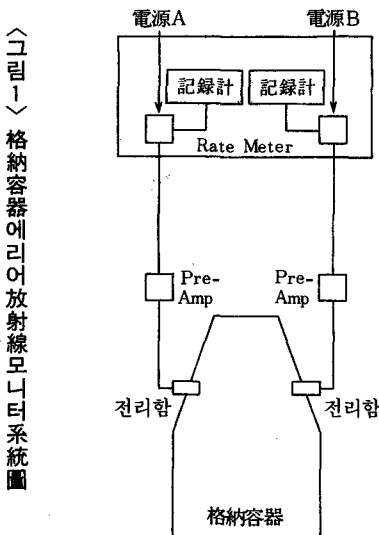 〈그림1〉 格納容器에리어放射線모니터系統圖
電源A 電源B
記録計 記録計
Rate Meter
Pre-
Amp
Pre-
Amp
전리함 전리함
格納容器